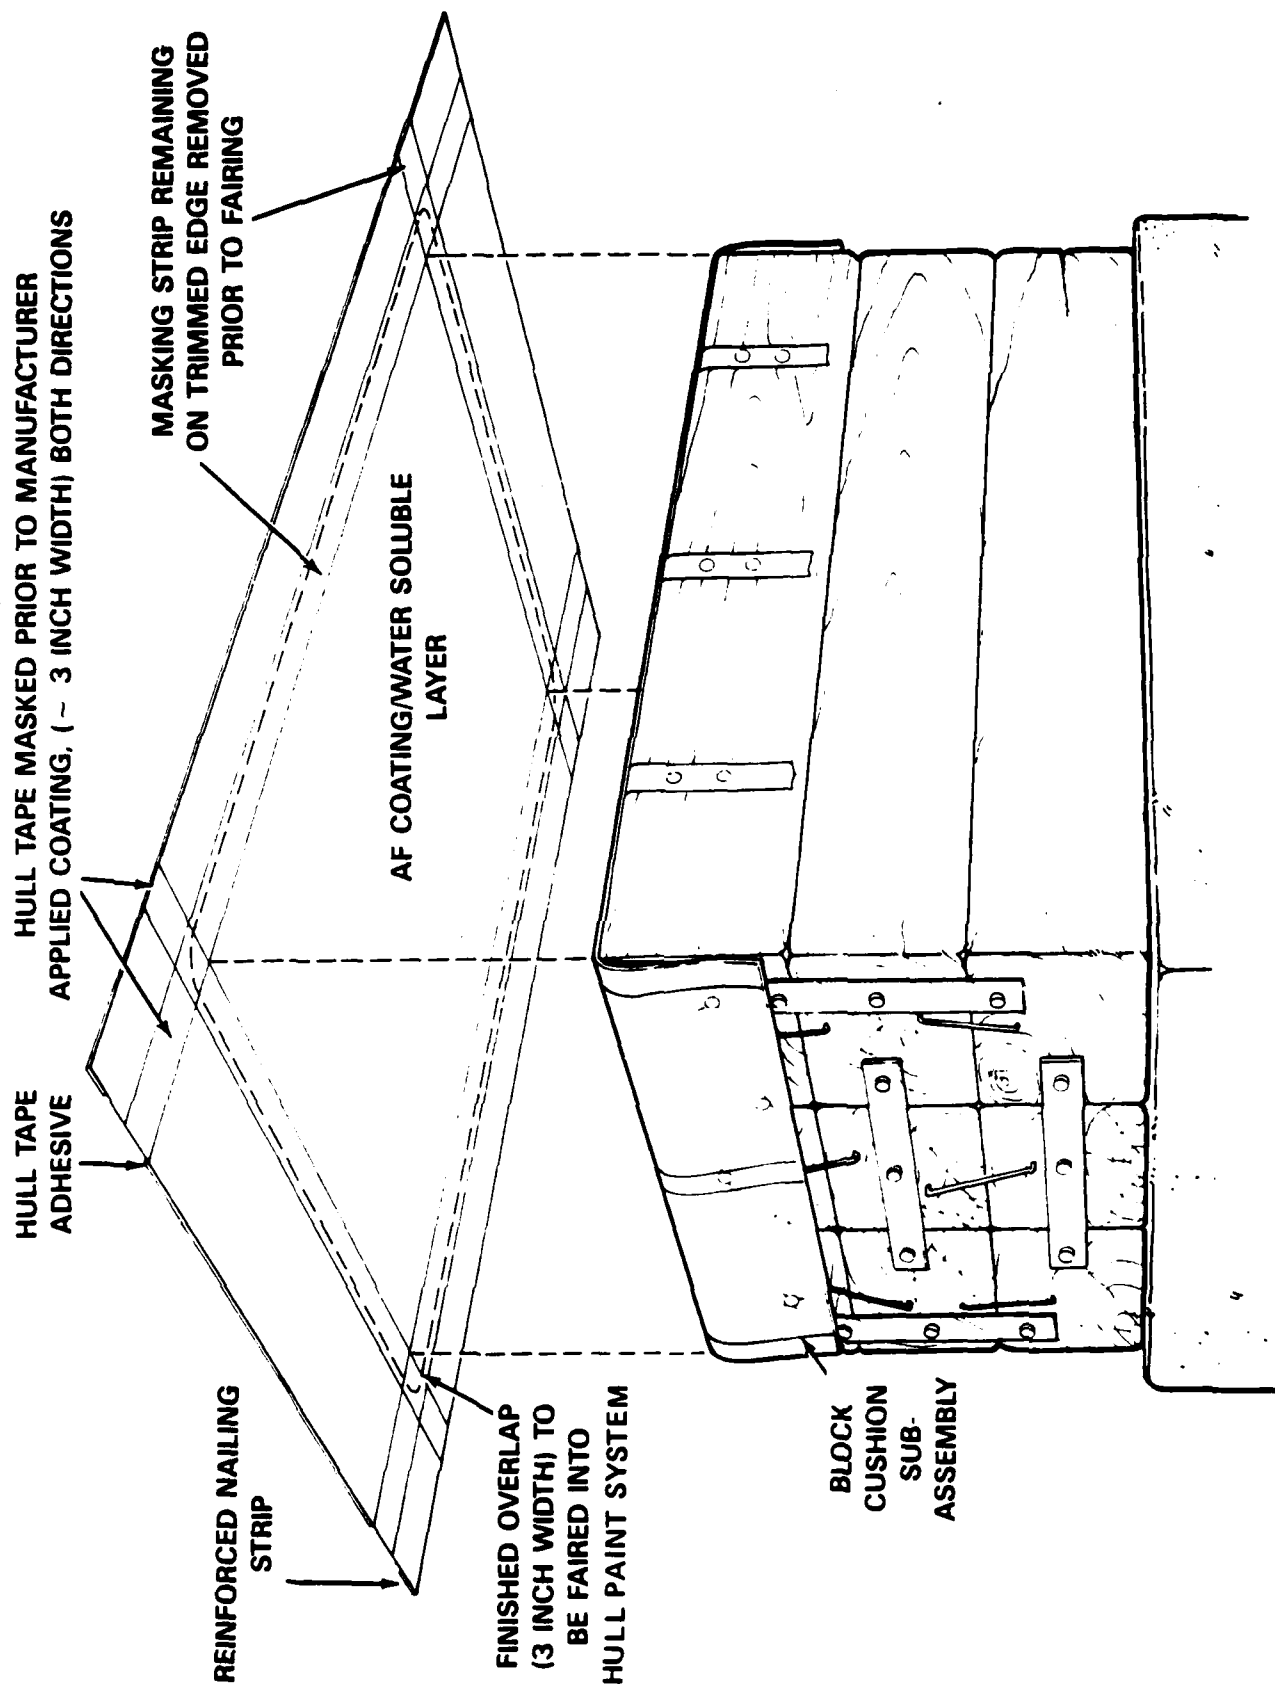 HULL TAPE MASKED PRIOR TO MANUFACTURER
APPLIED COATING, (~ 3 INCH WIDTH) BOTH DIRECTIONS
HULL TAPE
ADHESIVE
MASKING STRIP REMAINING
ON TRIMMED EDGE REMOVED
PRIOR TO FAIRING
REINFORCED NAILING
STRIP
AF COATING/WATER SOLUBLE
LAYER
FINISHED OVERLAP
(3 INCH WIDTH) TO
BE FAIRED INTO
HULL PAINT SYSTEM
BLOCK
CUSHION
SUB-
ASSEMBLY